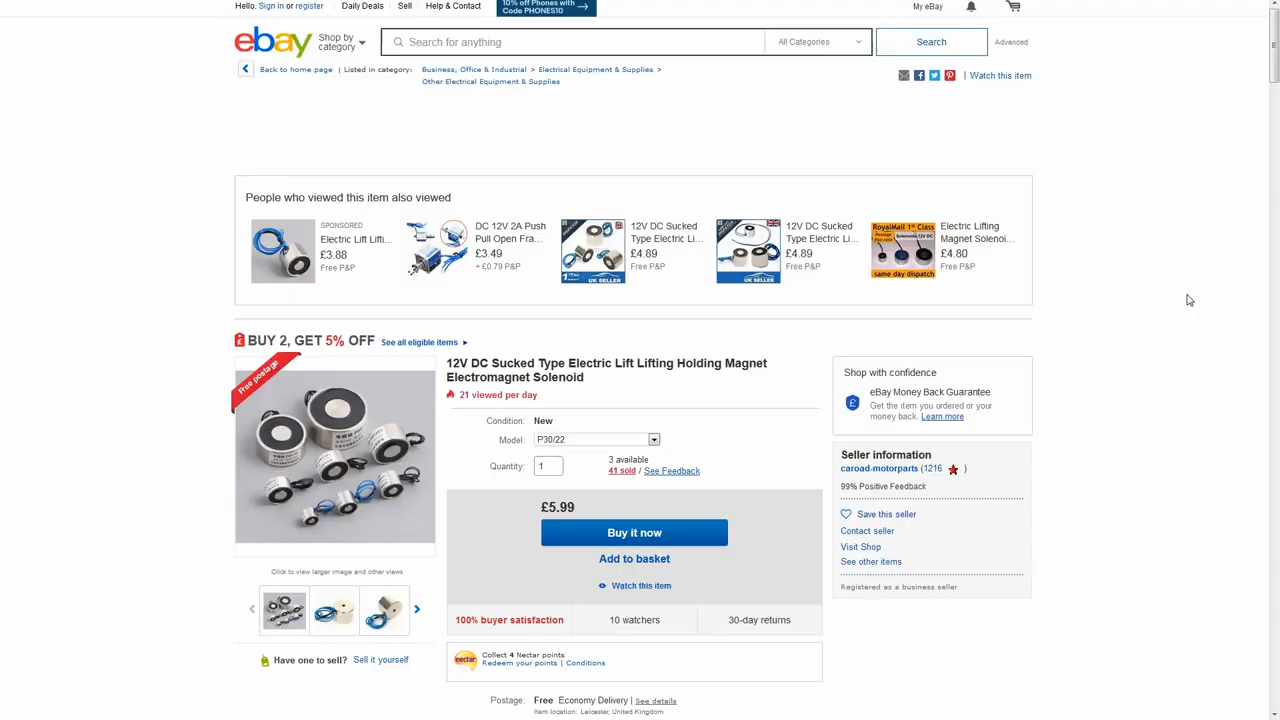 Hello. Sign in or register
Daily Deals
Sell
Help & Contact
10% off Phones with
Code PHONES10
My eBay
ebay
Shop by
category
Search for anything
All Categories
Search
Advanced
Back to home page | Listed in category:
Business, Office & Industrial > Electrical Equipment & Supplies >
Other Electrical Equipment & Supplies
| Watch this item
People who viewed this item also viewed
SPONSORED
Electric Lift Lifti...
£3.88
Free P&P
DC 12V 2A Push
Pull Open Fra...
£3.49
+ £0.79 P&P
UK SELLER
12V DC Sucked
Type Electric Li...
£4.89
Free P&P
UK SELLER
12V DC Sucked
Type Electric Li...
£4.89
Free P&P
RoyalMail 1st Class
Solenoids 12V DC
same day dispatch
Electric Lifting
Magnet Solenoi...
£4.80
Free P&P
BUY 2, GET 5% OFF
See all eligible items
Free postage
12V DC Sucked Type Electric Lift Lifting Holding Magnet
Electromagnet Solenoid
21 viewed per day
Condition: New
Model: P30/22
Quantity: 1
3 available
41 sold / See Feedback
£5.99
Buy it now
Add to basket
Watch this item
100% buyer satisfaction
10 watchers
30-day returns
nectar
Collect 4 Nectar points
Redeem your points | Conditions
Postage: Free Economy Delivery | See details
Item location: Leicester, United Kingdom
Click to view larger image and other views
Have one to sell? Sell it yourself
Shop with confidence
eBay Money Back Guarantee
Get the item you ordered or your
money back. Learn more
Seller information
caroad-motorparts (1216 )
99% Positive Feedback
Save this seller
Contact seller
Visit Shop
See other items
Registered as a business seller